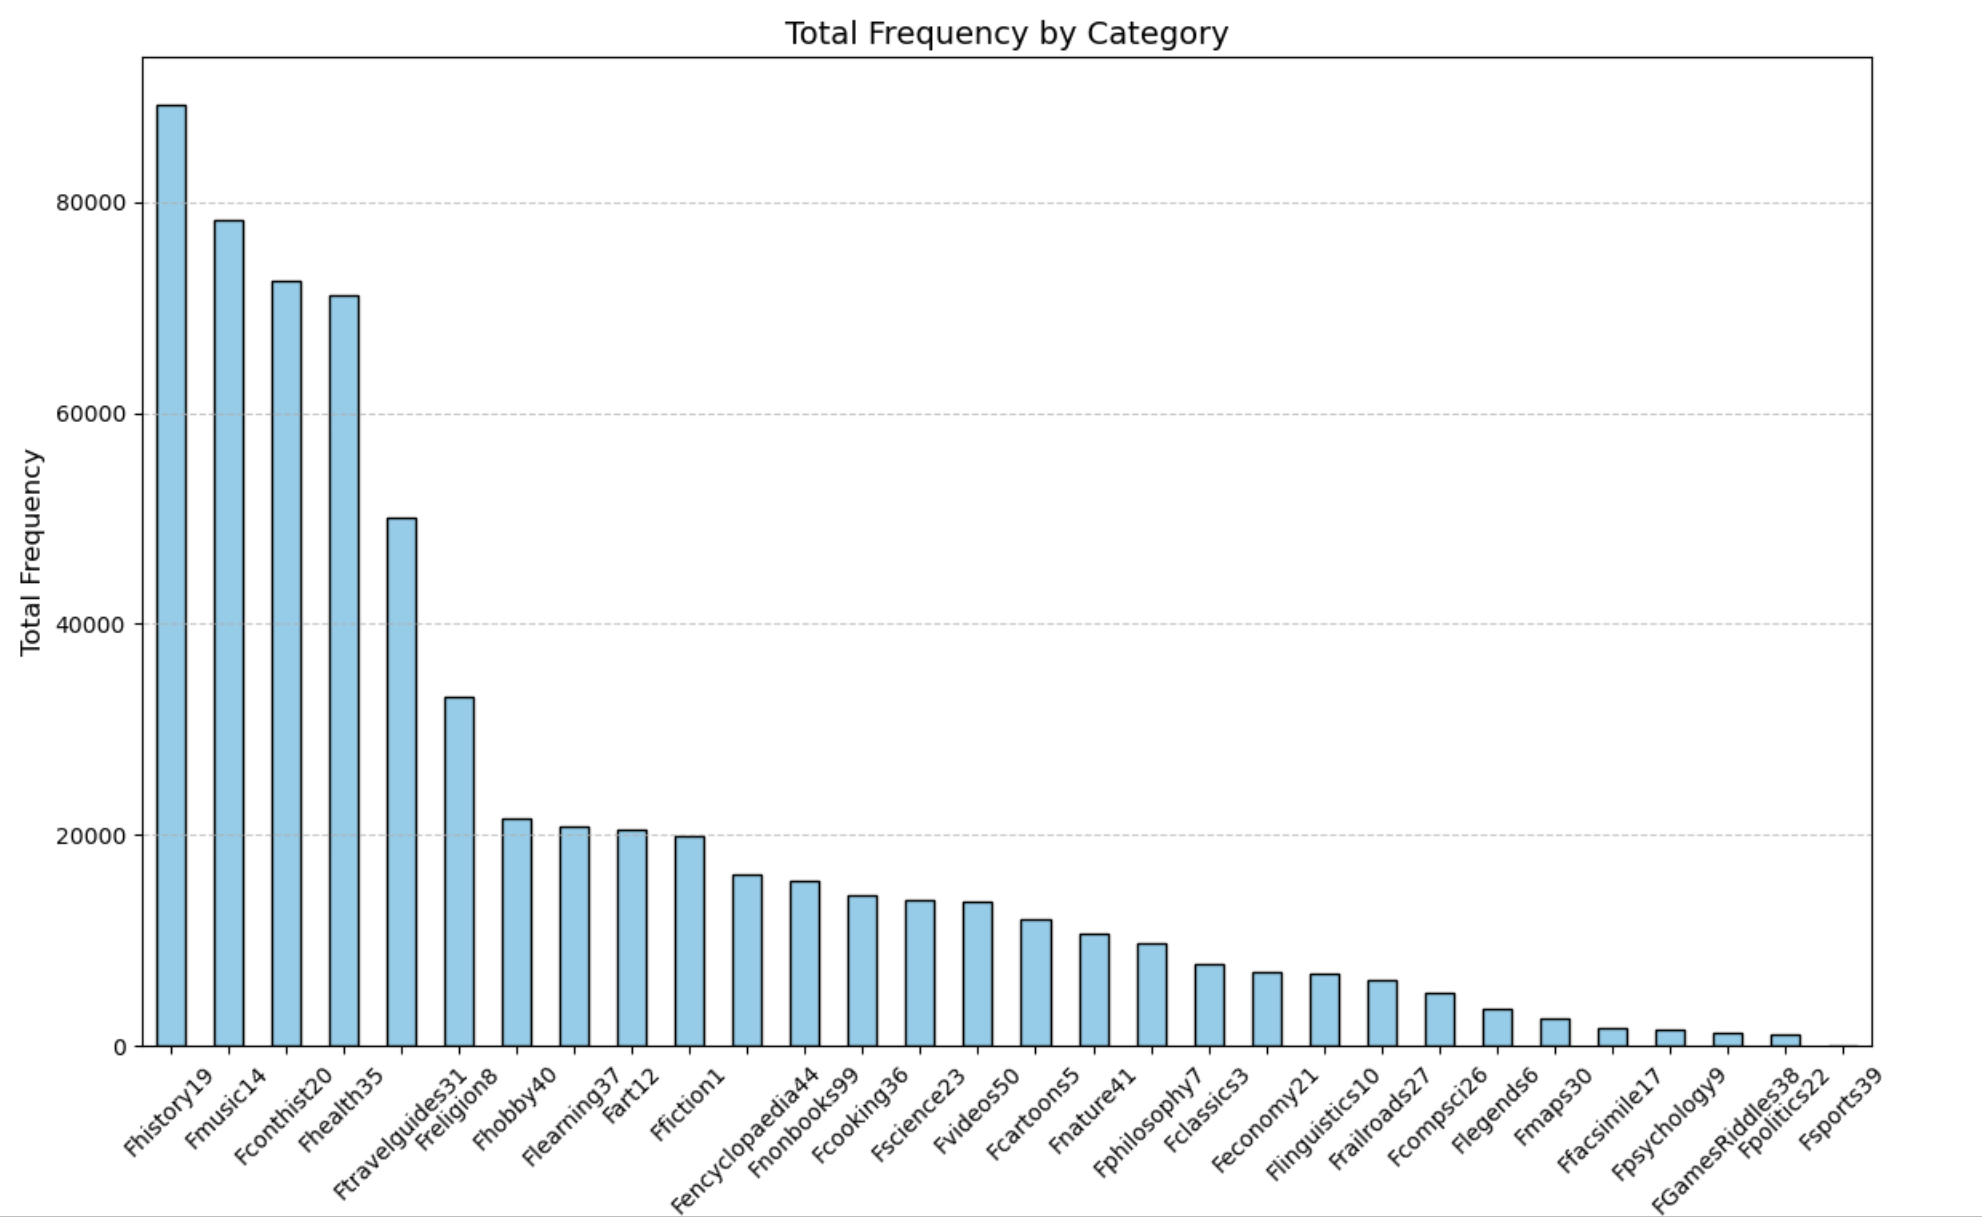 Total Frequency by Category
Total Frequency
80000
60000
40000
20000
0
Fhistory19
Fmusic14
Fconthist20
Fhealth35
Ftravelguides31
Freligion8
Fhobby40
Flearning37
Fart12
Ffiction1
Fencyclopaedia44
Fnonbooks99
Fcooking36
Fscience23
Fvideos50
Fcartoons5
Fnature41
Fphilosophy7
Fclassics3
Feconomy21
Flinguistics10
Frailroads27
Fcompsci26
Flegends6
Fmaps30
Ffacsimile17
Fpsychology9
FGamesRiddles38
Fpolitics22
Fsports39